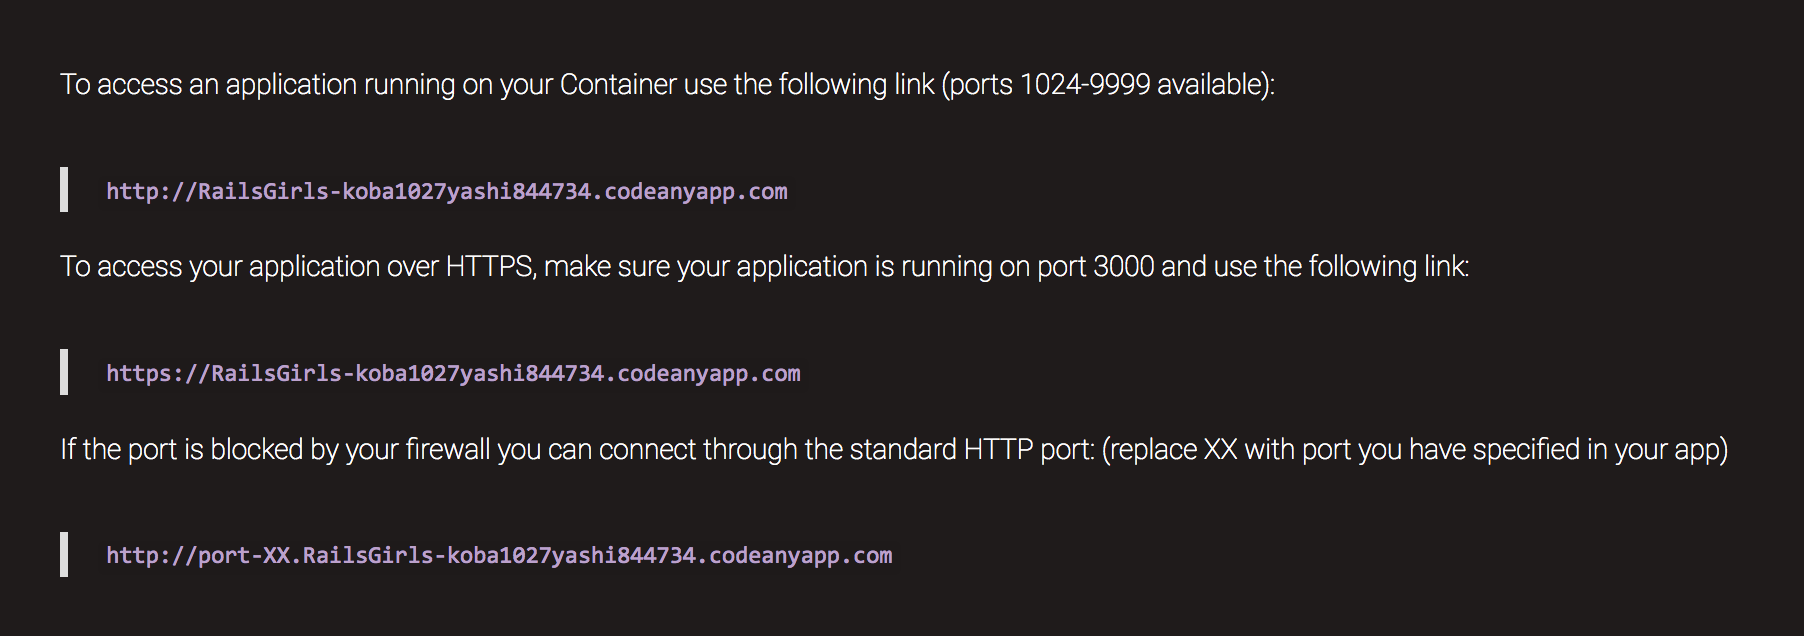 To access an application running on your Container use the following link (ports 1024-9999 available):
http://RailsGirls-koba1027yashi844734.codeanyapp.com
To access your application over HTTPS, make sure your application is running on port 3000 and use the following link:
https://RailsGirls-koba1027yashi844734.codeanyapp.com
If the port is blocked by your firewall you can connect through the standard HTTP port: (replace XX with port you have specified in your app)
http://port-XX.RailsGirls-koba1027yashi844734.codeanyapp.com